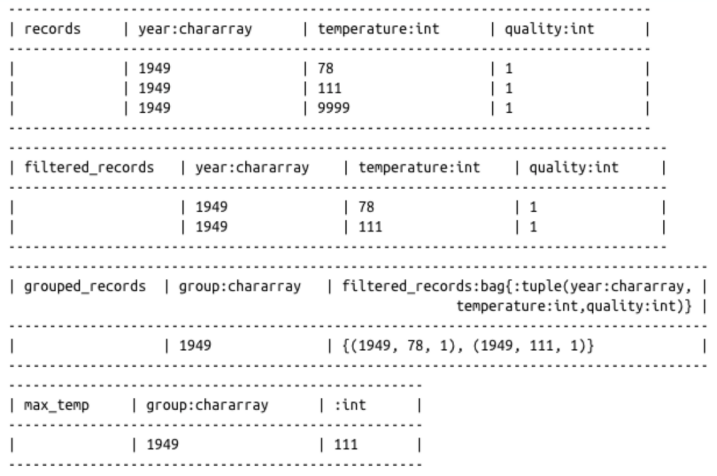 --------------------------------------------------------------------------------
| records | year:chararray | temperature:int | quality:int |
--------------------------------------------------------------------------------
| | 1949 | 78 | 1 |
| | 1949 | 111 | 1 |
| | 1949 | 9999 | 1 |
--------------------------------------------------------------------------------
----------------------------------------------------------------------------------
| filtered_records | year:chararray | temperature:int | quality:int |
----------------------------------------------------------------------------------
| | 1949 | 78 | 1 |
| | 1949 | 111 | 1 |
----------------------------------------------------------------------------------
---------------------------------------------------------------------------------------
| grouped_records | group:chararray | filtered_records:bag{:tuple(year:chararray, |
temperature:int,quality:int)} |
---------------------------------------------------------------------------------------
| | 1949 | {(1949, 78, 1), (1949, 111, 1)} |
---------------------------------------------------------------------------------------
---------------------------------------------------
| max_temp | group:chararray | :int |
---------------------------------------------------
| | 1949 | 111 |
---------------------------------------------------